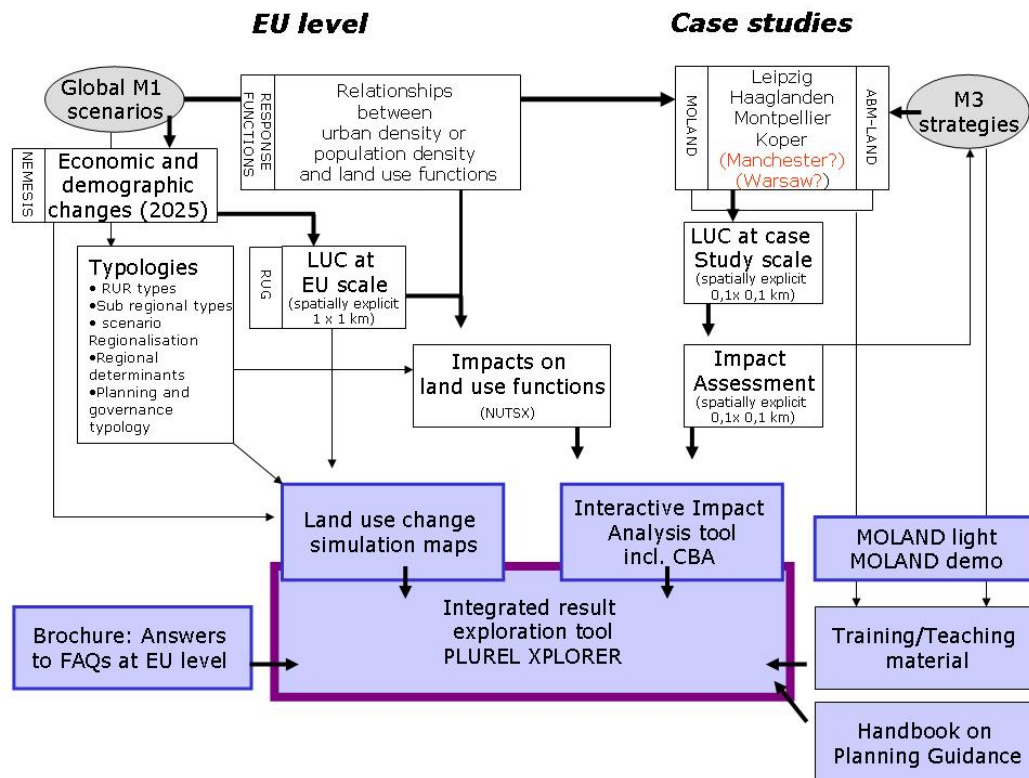 EU level
Case studies
Global M1
scenarios
RESPONSE
FUNCTIONS
Relationships
between
urban density or
population density
and land use functions
MOLAND
Leipzig
Haaglanden
Montpellier
Koper
(Manchester?)
(Warsaw?)
ABM-LAND
M3
strategies
NEMESIS
Economic and
demographic
changes (2025)
Typologies
• RUR types
•Sub regional types
• scenario
Regionalisation
•Regional
determinants
•Planning and
governance
typology
RUG
LUC at
EU scale
(spatially explicit
1 x 1 km)
LUC at case
Study scale
(spatially explicit
0,1x 0,1 km)
Impacts on
land use functions
(NUTSX)
Impact
Assessment
(spatially explicit
0,1x 0,1 km)
Land use change
simulation maps
Interactive Impact
Analysis tool
incl. CBA
MOLAND light
MOLAND demo
Brochure: Answers
to FAQs at EU level
Integrated result
exploration tool
PLUREL XPLORER
Training/Teaching
material
Handbook on
Planning Guidance